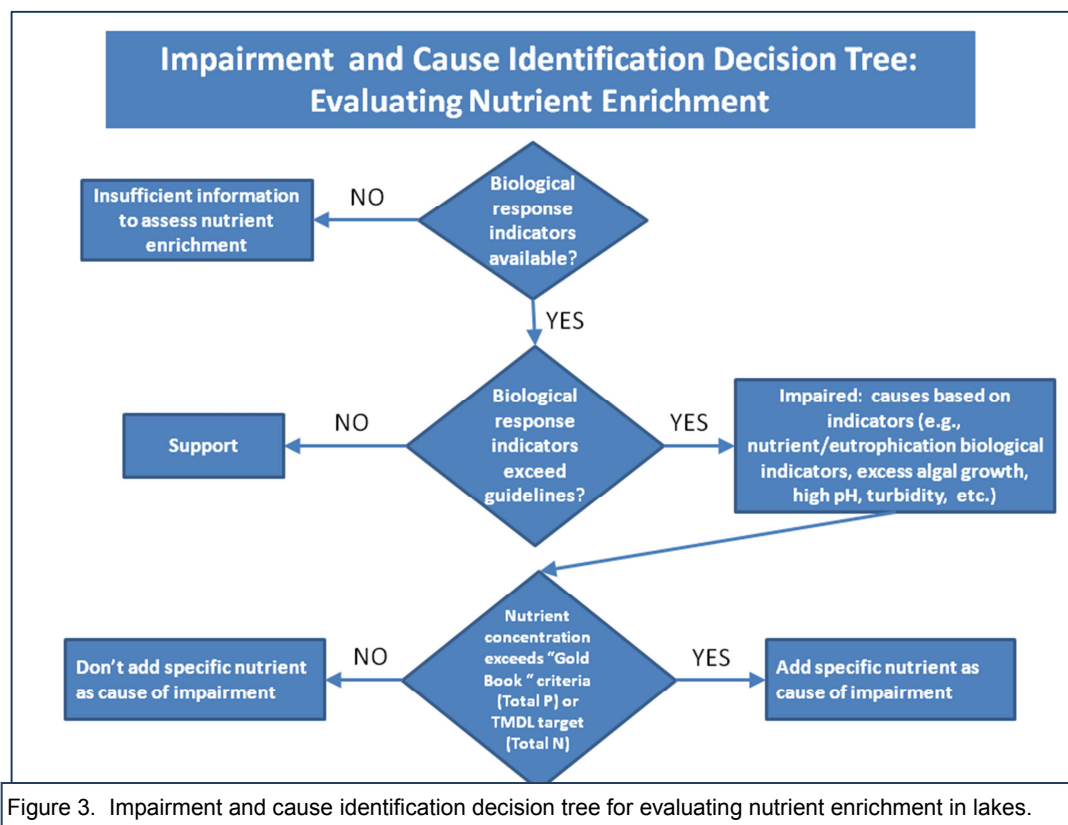 Impairment and Cause Identification Decision Tree:
Evaluating Nutrient Enrichment
Insufficient information
to assess nutrient
enrichment
NO
Biological
response
indicators
available?
YES
Support
NO
Biological
response
indicators
exceed
guidelines?
YES
Impaired: causes based on
indicators (e.g.,
nutrient/eutrophication biological
indicators, excess algal growth,
high pH, turbidity, etc.)
Don't add specific nutrient
as cause of impairment
NO
Nutrient
concentration
exceeds "Gold
Book " criteria
(Total P) or
TMDL target
(Total N)
YES
Add specific nutrient as
cause of impairment
Figure 3. Impairment and cause identification decision tree for evaluating nutrient enrichment in lakes.